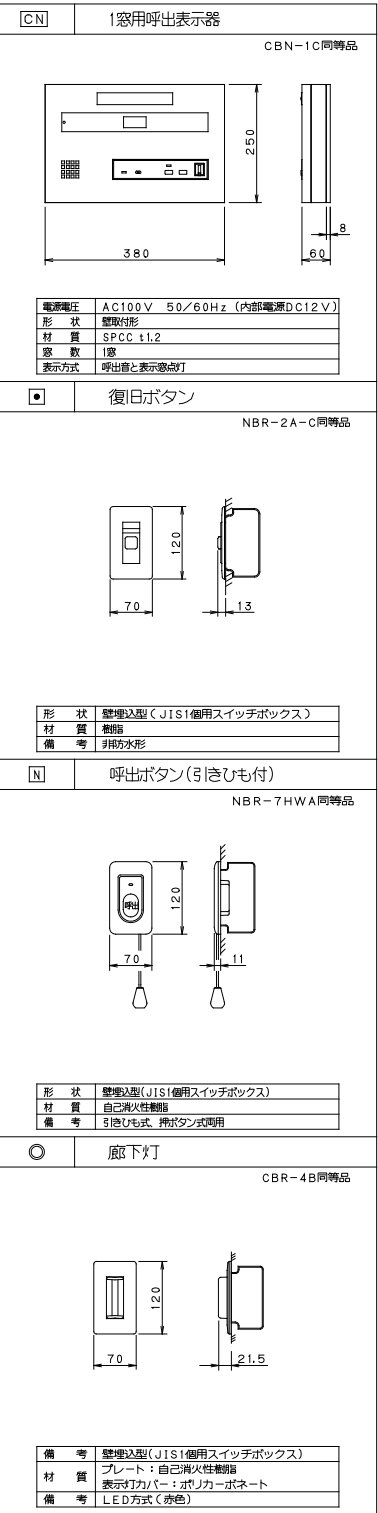 CN 1窓用呼出表示器
CBN-1C同等品
250
8
380 60
電源電圧 AC100V 50/60Hz (内部電源DC12V)
形状 壁取付形
材質 SPCC t1.2
窓数 1窓
表示方式 呼出音と表示窓点灯
復旧ボタン
NBR-2A-C同等品
120
70 13
形状 壁埋込型(JIS1個用スイッチボックス)
材質 樹脂
備考 非防水形
N 呼出ボタン(引きひも付)
NBR-7HWA同等品
呼出
120
70 11
形状 壁埋込型(JIS1個用スイッチボックス)
材質 自己消火性樹脂
備考 引きひも式、押ボタン式両用
廊下灯
CBR-4B同等品
120
70 21.5
備考 壁埋込型(JIS1個用スイッチボックス)
材質 プレート:自己消火性樹脂
表示灯カバー:ポリカーボネート
備考 LED方式(赤色)